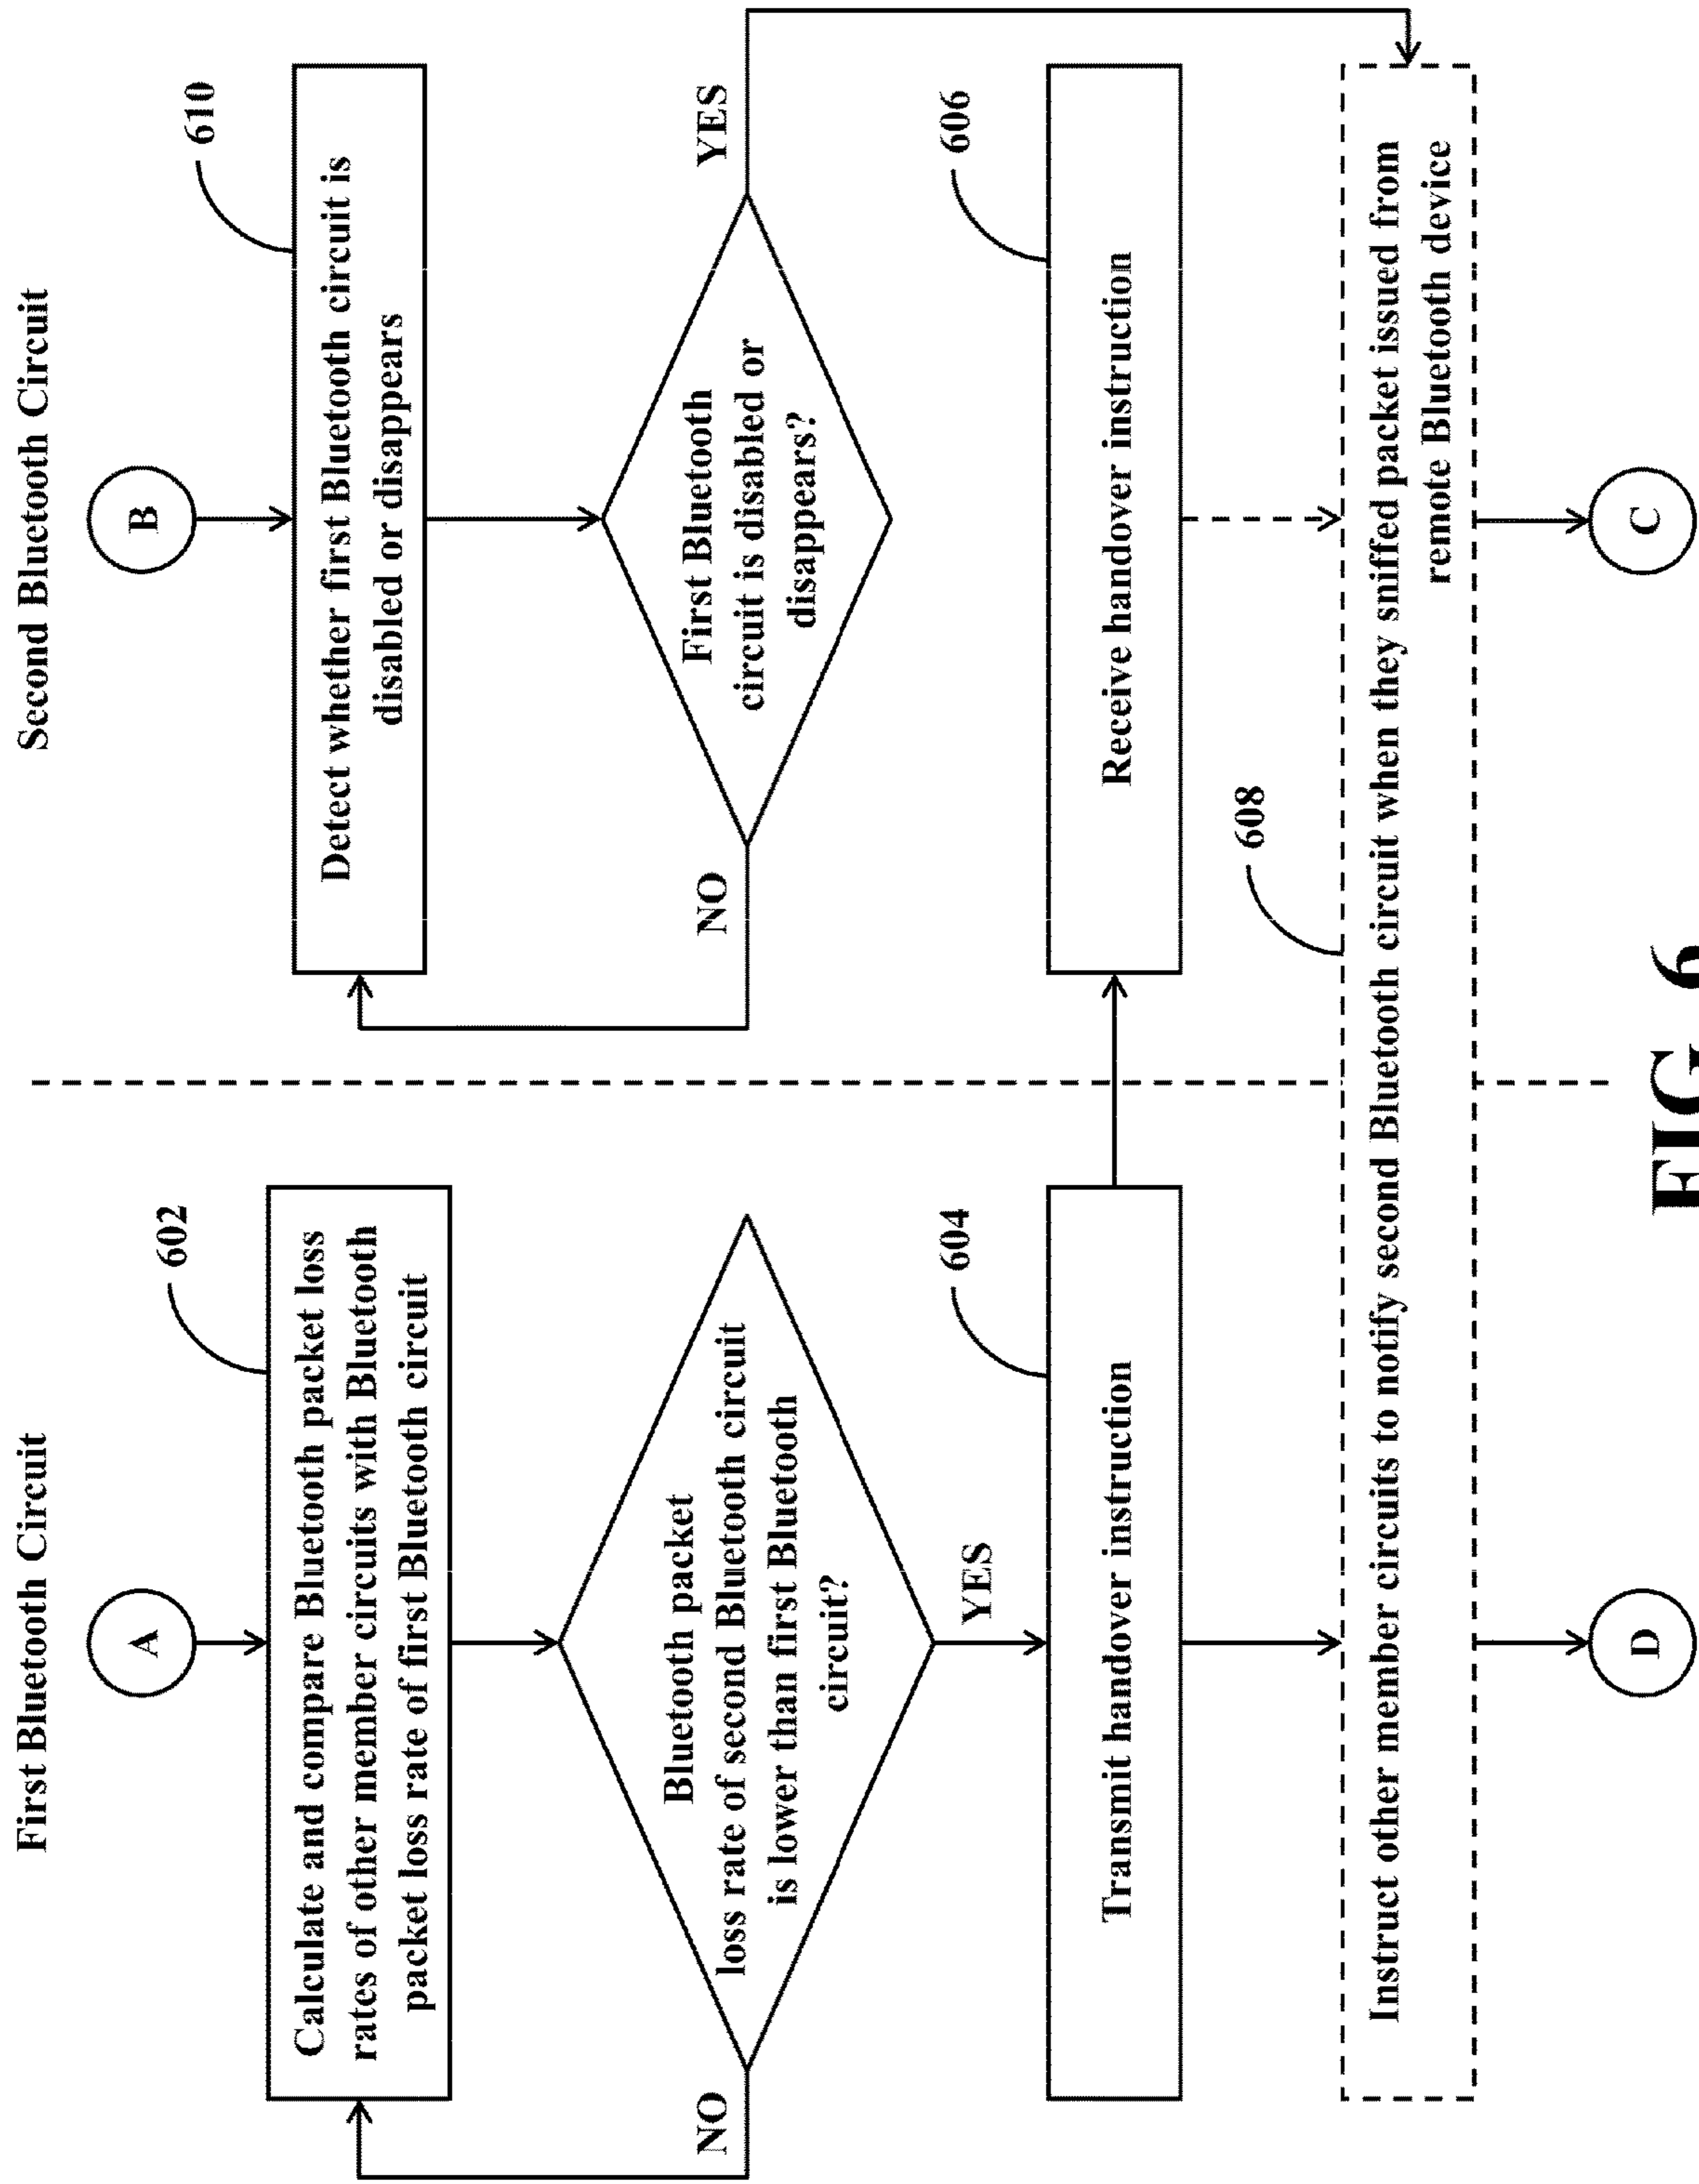 First Bluetooth Circuit
A
602
Calculate and compare Bluetooth packet loss
rates of other member circuits with Bluetooth
packet loss rate of first Bluetooth circuit
Bluetooth packet
loss rate of second Bluetooth circuit
is lower than first Bluetooth
circuit?
NO
YES
604
Transmit handover instruction
Second Bluetooth Circuit
B
610
Detect whether first Bluetooth circuit is
disabled or disappears
First Bluetooth
circuit is disabled or
disappears?
NO
YES
606
Receive handover instruction
608
Instruct other member circuits to notify second Bluetooth circuit when they sniffed packet issued from
remote Bluetooth device
D
C
FIG. 6